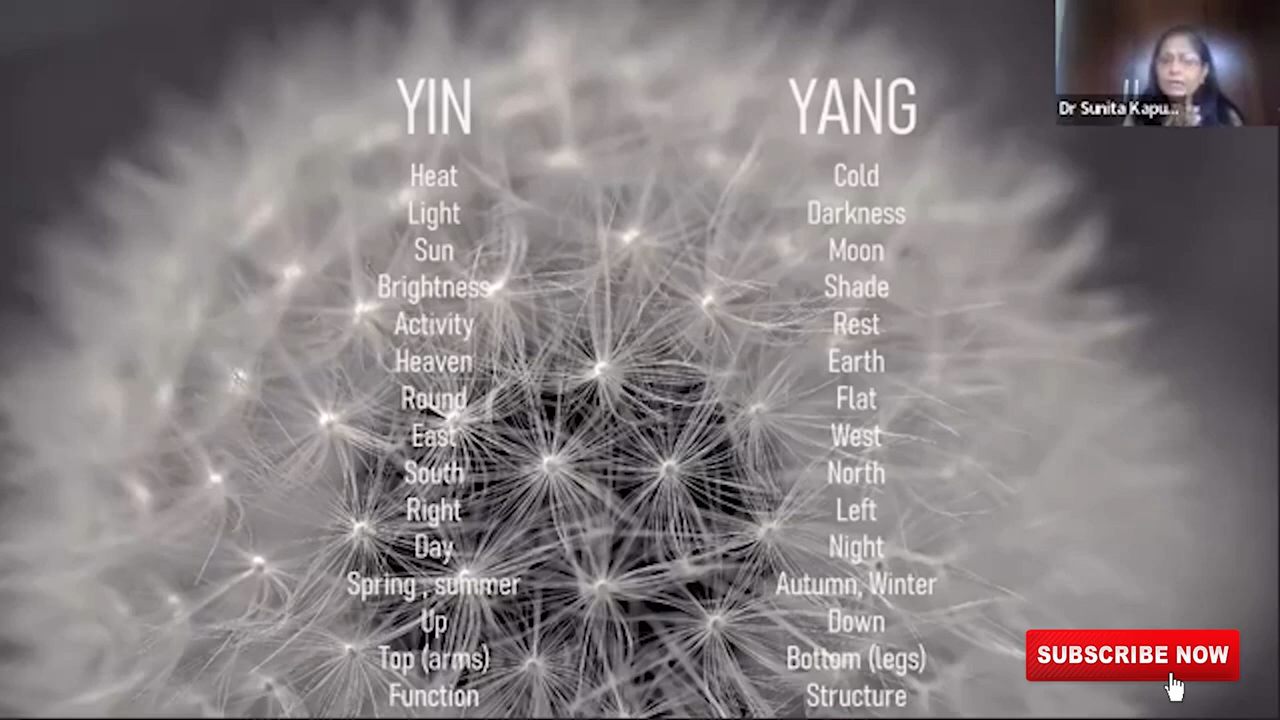 YIN YANG
Heat Cold
Light Darkness
Sun Moon
Brightness Shade
Activity Rest
Heaven Earth
Round Flat
East West
South North
Right Left
Day Night
Spring , summer Autumn, Winter
Up Down
Top (arms) Bottom (legs)
Function Structure
Dr Sunita Kapu...
SUBSCRIBE NOW